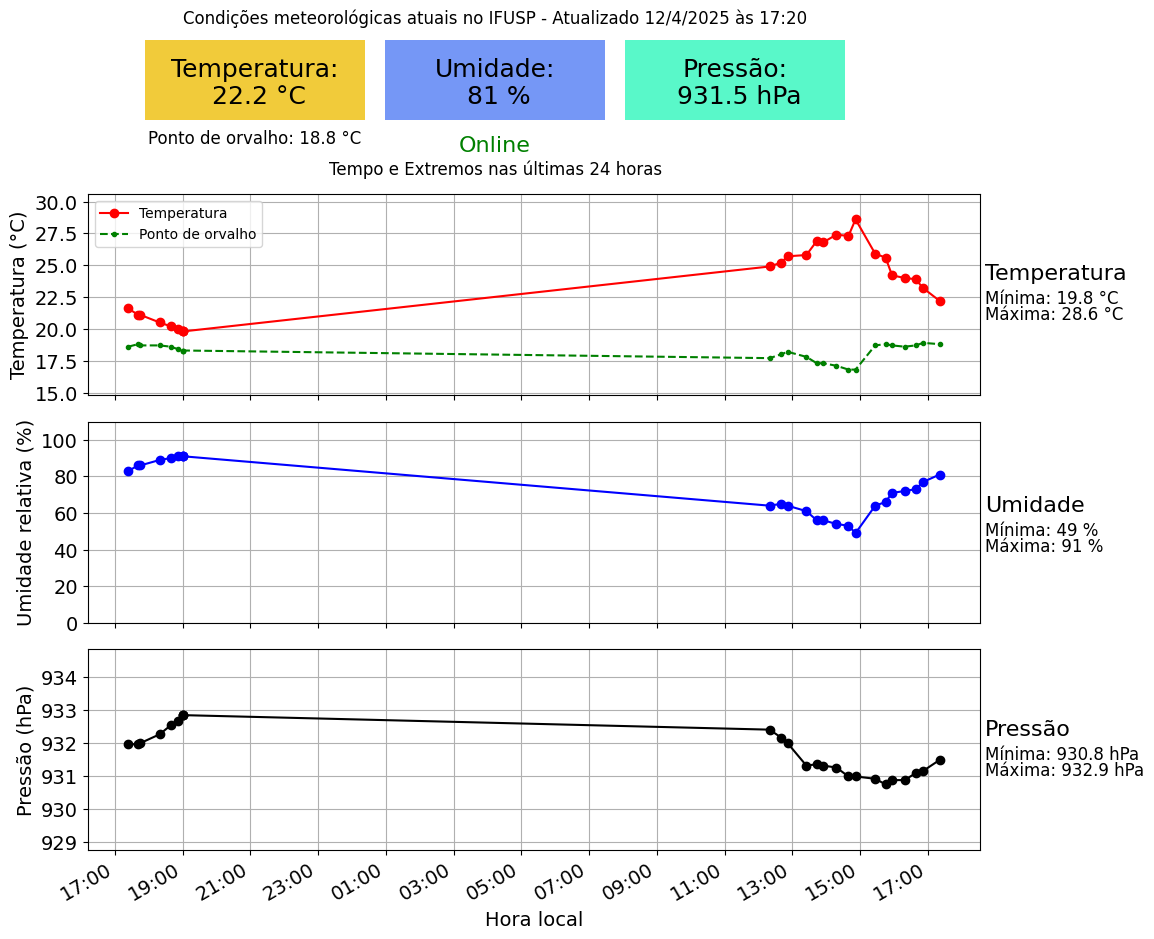 Condições meteorológicas atuais no IFUSP - Atualizado 12/4/2025 às 17:20
Temperatura:
22.2 °C
Umidade:
81 %
Pressão:
931.5 hPa
Ponto de orvalho: 18.8 °C
Online
Tempo e Extremos nas últimas 24 horas
Temperatura (°C)
30.0
27.5
25.0
22.5
20.0
17.5
15.0
Temperatura
Ponto de orvalho
Temperatura
Mínima: 19.8 °C
Máxima: 28.6 °C
Umidade relativa (%)
100
80
60
40
20
0
Umidade
Mínima: 49 %
Máxima: 91 %
Pressão (hPa)
934
933
932
931
930
929
Pressão
Mínima: 930.8 hPa
Máxima: 932.9 hPa
17:00 19:00 21:00 23:00 01:00 03:00 05:00 07:00 09:00 11:00 13:00 15:00 17:00
Hora local